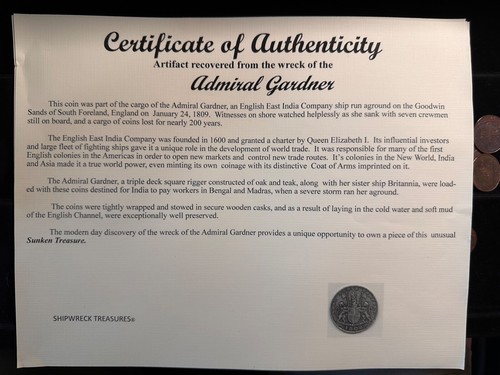 Certificate of Authenticity
Artifact recovered from the wreck of the
Admiral Gardner
This coin was part of the cargo of the Admiral Gardner, an English East India Company ship run aground on the Goodwin
Sands of South Foreland, England on January 24, 1809. Witnesses on shore watched helplessly as she sank with seven crewmen
still on board, and a cargo of coins lost for nearly 200 years.
The English East India Company was founded in 1600 and granted a charter by Queen Elizabeth I. Its influential investors
and large fleet of fighting ships gave it a unique role in the development of world trade. It was responsible for many of the first
English colonies in the Americas in order to open new markets and control new trade routes. It's colonies in the New World, India
and Asia made it a true world power, even minting its own coinage with its distinctive Coat of Arms imprinted on it.
The Admiral Gardner, a triple deck square rigger constructed of oak and teak, along with her sister ship Britannia, were load-
ed with these coins destined for India to pay workers in Bengal and Madras, when a severe storm ran her aground.
The coins were tightly wrapped and stowed in secure wooden casks, and as a result of laying in the cold water and soft mud
of the English Channel, were exceptionally well preserved.
The modern day discovery of the wreck of the Admiral Gardner provides a unique opportunity to own a piece of this unusual
Sunken Treasure.
SHIPWRECK TREASURES®